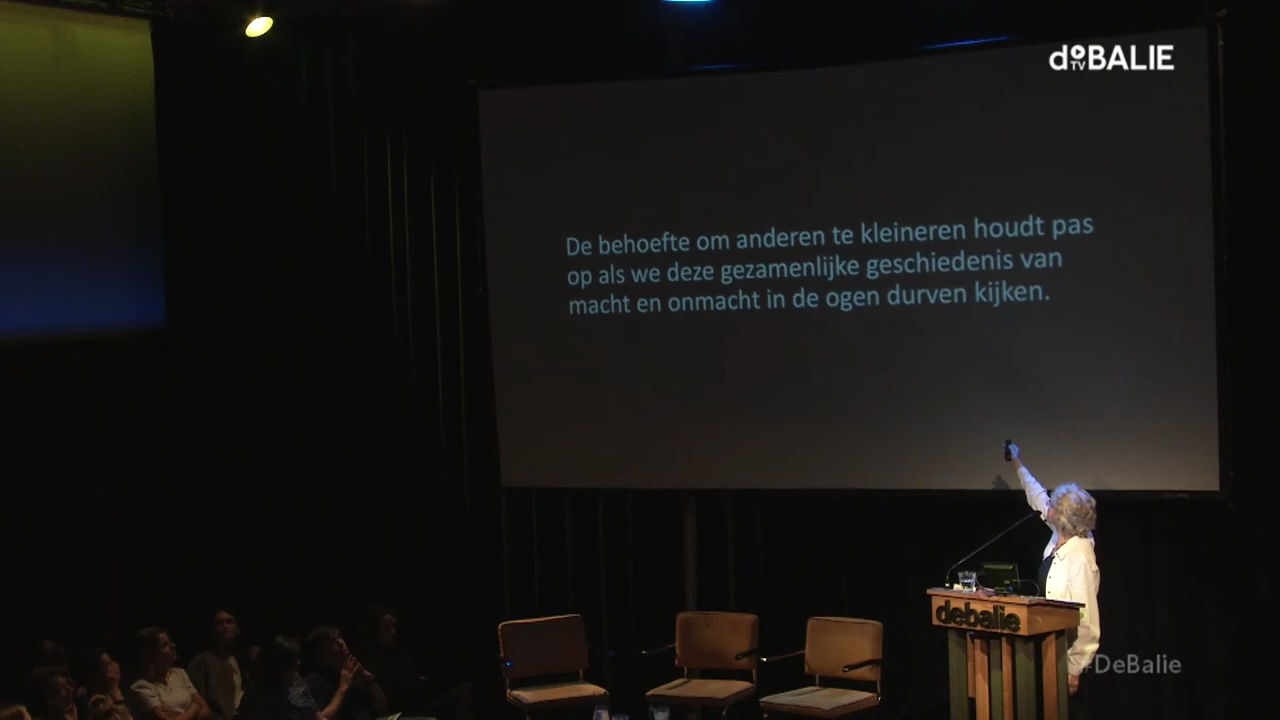 doBALIE
TV
De behoefte om anderen te kleineren houdt pas
op als we deze gezamenlijke geschiedenis van
macht en onmacht in de ogen durven kijken.
debalie
#DeBalie